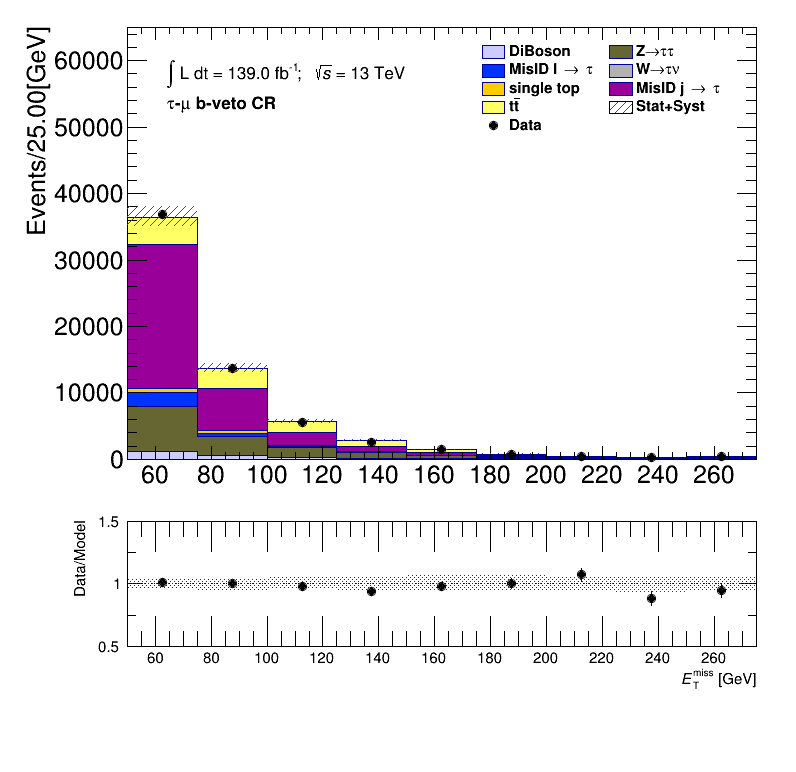 Events/25.00[GeV]
60000
50000
40000
30000
20000
10000
0
∫ L dt = 139.0 fb⁻¹; √s = 13 TeV
τ-μ b-veto CR
DiBoson
MisID l → τ
single top
tt̄
Data
Z→ττ
W→τν
MisID j → τ
Stat+Syst
60 80 100 120 140 160 180 200 220 240 260
Data/Model
1.5
1
0.5
60 80 100 120 140 160 180 200 220 240 260
E_T^miss [GeV]